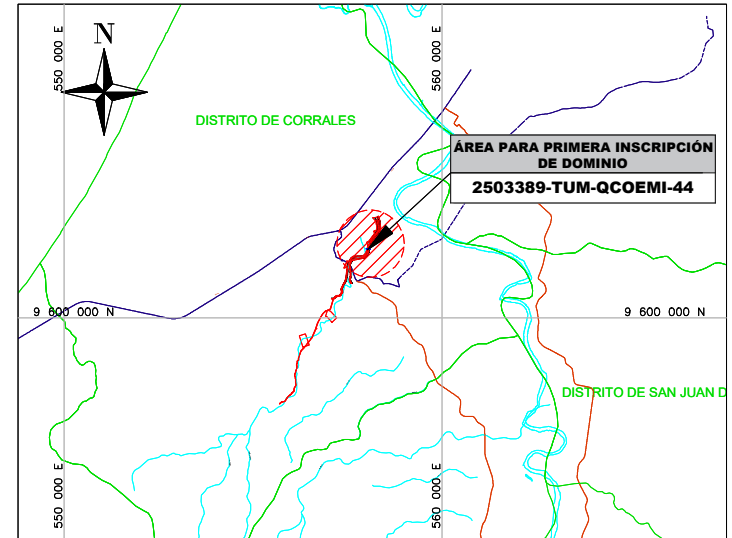 N
550 000 E
560 000 E
DISTRITO DE CORRALES
ÁREA PARA PRIMERA INSCRIPCIÓN
DE DOMINIO
2503389-TUM-QCOEMI-44
9 600 000 N
9 600 000 N
DISTRITO DE SAN JUAN D
550 000 E
560 000 E